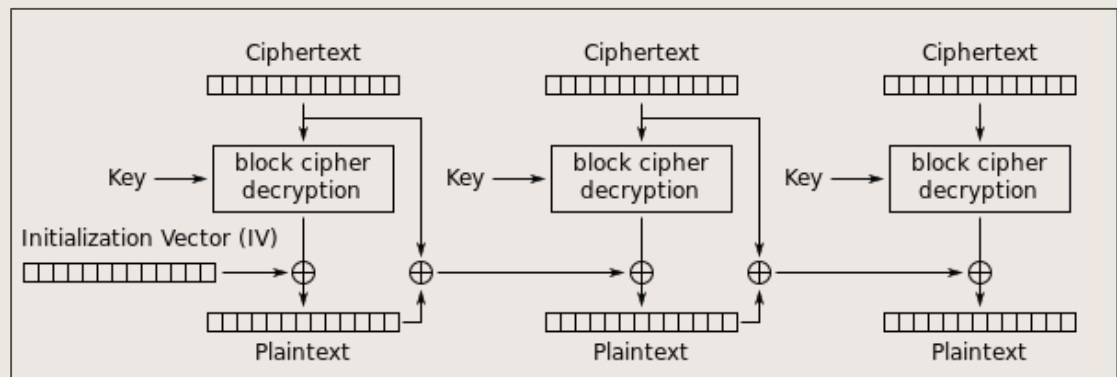 Ciphertext
Ciphertext
Ciphertext
Key
block cipher
decryption
Key
block cipher
decryption
Key
block cipher
decryption
Initialization Vector (IV)
Plaintext
Plaintext
Plaintext